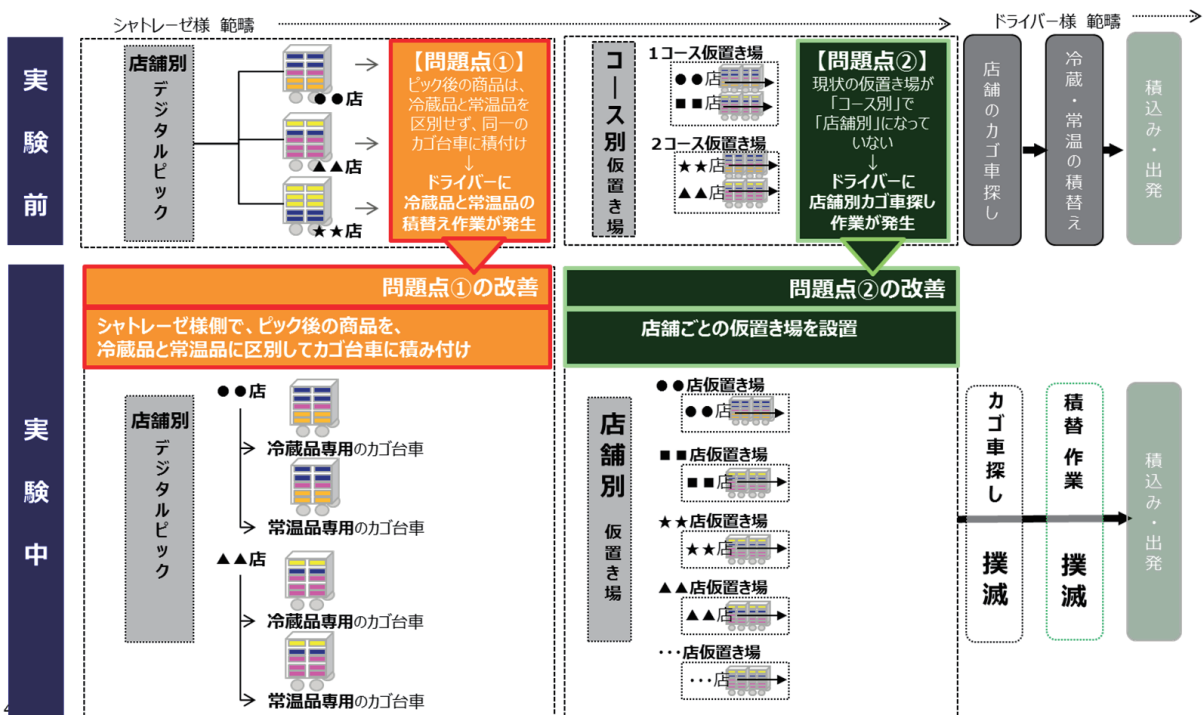 シャトレーゼ様 範疇
ドライバー様 範疇
実験前
店舗別
デジタルピック
●●店
▲▲店
★★店
【問題点①】
ピック後の商品は、
冷蔵品と常温品を
区別せず、同一の
カゴ台車に積付け
↓
ドライバーに
冷蔵品と常温品の
積替え作業が発生
コース別
仮置き場
1コース仮置き場
●●店
■■店
2コース仮置き場
★★店
▲▲店
【問題点②】
現状の仮置き場が
「コース別」で
「店舗別」になって
いない
↓
ドライバーに
店舗別カゴ車探し
作業が発生
店舗のカゴ車探し
冷蔵・常温の積替え
積込み・出発
実験中
問題点①の改善
シャトレーゼ様側で、ピック後の商品を、
冷蔵品と常温品に区別してカゴ台車に積み付け
店舗別
デジタルピック
●●店
冷蔵品専用のカゴ台車
常温品専用のカゴ台車
▲▲店
冷蔵品専用のカゴ台車
常温品専用のカゴ台車
問題点②の改善
店舗ごとの仮置き場を設置
店舗別
仮置き場
●●店仮置き場
●●店
■■店仮置き場
■■店
★★店仮置き場
★★店
▲▲店仮置き場
▲▲店
･･･店仮置き場
･･･店
カゴ車探し
撲滅
積替作業
撲滅
積込み・出発
4